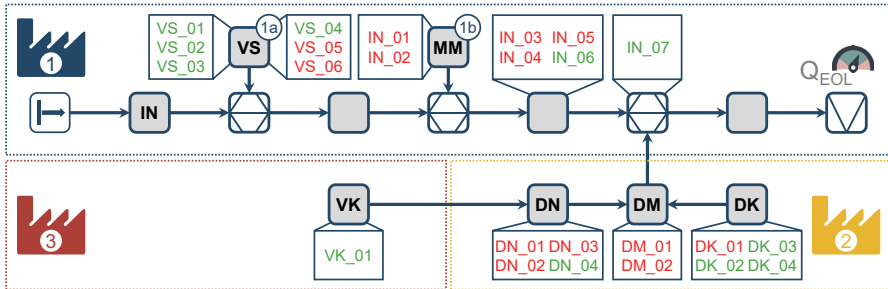 VS_01
VS_02
VS_03
VS
1a
VS_04
VS_05
VS_06
IN_01
IN_02
MM
1b
IN_03 IN_05
IN_04 IN_06
IN_07
1
Q_EOL
IN
3
VK
VK_01
DN
DM
DK
2
DN_01 DN_03
DN_02 DN_04
DM_01
DM_02
DK_01 DK_03
DK_02 DK_04